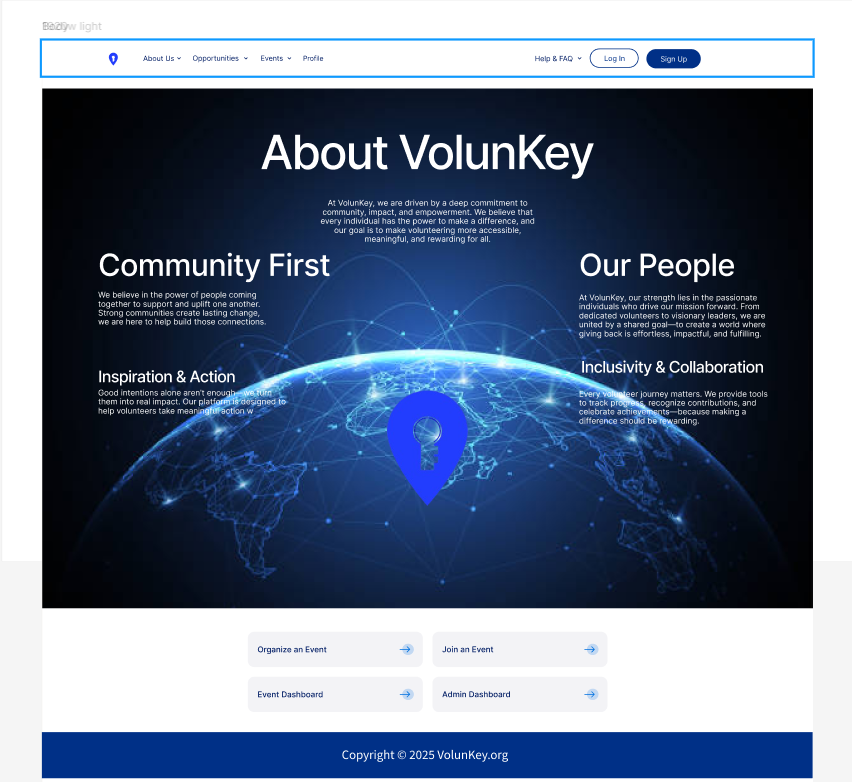 About Us
Opportunities
Events
Profile
Help & FAQ
Log In
Sign Up
About VolunKey
At VolunKey, we are driven by a deep commitment to
community, impact, and empowerment. We believe that
every individual has the power to make a difference, and
our goal is to make volunteering more accessible,
meaningful, and rewarding for all.
Community First
We believe in the power of people coming
together to support and uplift one another.
Strong communities create lasting change,
we are here to help build those connections.
Inspiration & Action
Good intentions alone aren't enough—we turn
them into real impact. Our platform is designed to
help volunteers take meaningful action w
Our People
At VolunKey, our strength lies in the passionate
individuals who drive our mission forward. From
dedicated volunteers to visionary leaders, we are
united by a shared goal—to create a world where
giving back is effortless, impactful, and fulfilling.
Inclusivity & Collaboration
Every volunteer journey matters. We provide tools
to track progress, recognize contributions, and
celebrate achievements—because making a
difference should be rewarding.
Organize an Event
Join an Event
Event Dashboard
Admin Dashboard
Copyright © 2025 VolunKey.org